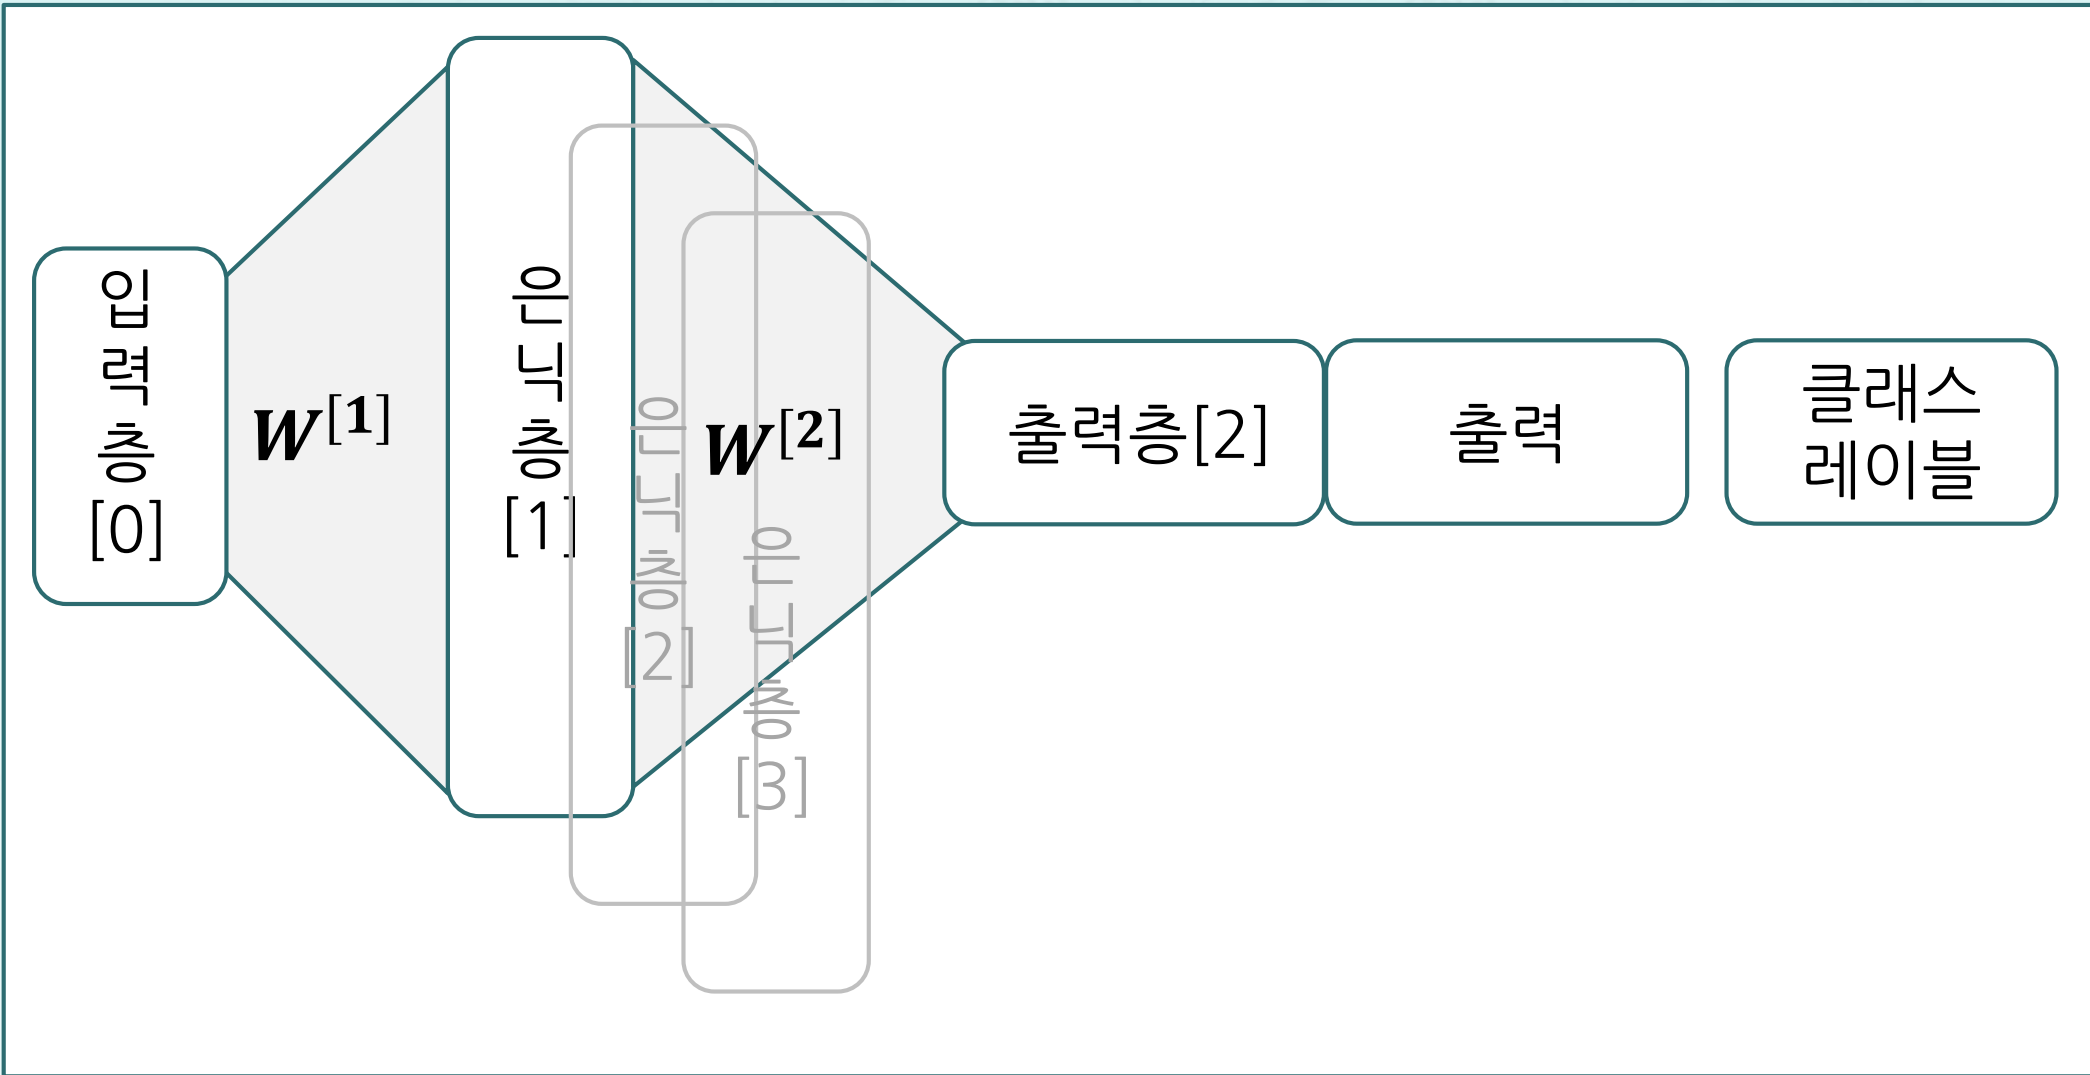 입
력
층
[0]
W[1]
은
닉
층
[1]
은
닉
층
[2]
W[2]
은
닉
층
[3]
출력층[2]
출력
클래스
레이블